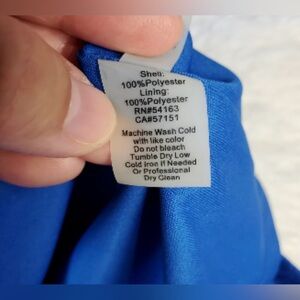 Shell:
100%Polyester
Lining:
100%Polyester
RN#54163
CA#57151
Machine Wash Cold
with like color
Do not bleach
Tumble Dry Low
Cold iron if Needed
Or Professional
Dry Clean